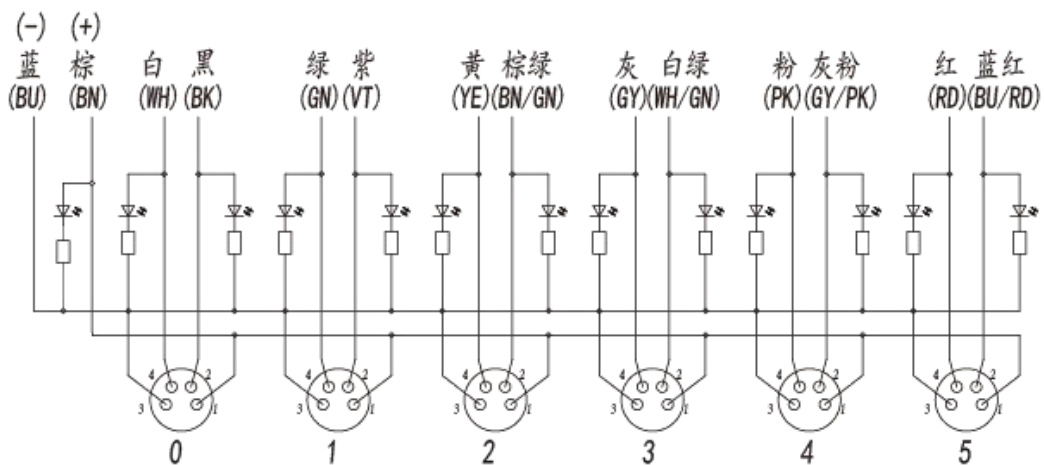 (-) (+)
蓝 棕 白 黑 绿 紫 黄 棕绿 灰 白绿 粉 灰粉 红 蓝红
(BU) (BN) (WH) (BK) (GN)(VT) (YE)(BN/GN) (GY)(WH/GN) (PK)(GY/PK) (RD)(BU/RD)
4 2 4 2 4 2 4 2 4 2 4 2
3 1 3 1 3 1 3 1 3 1 3 1
0 1 2 3 4 5